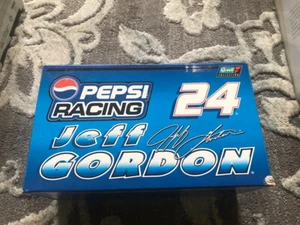 PEPSI 24
RACING
Jeff
GORDON